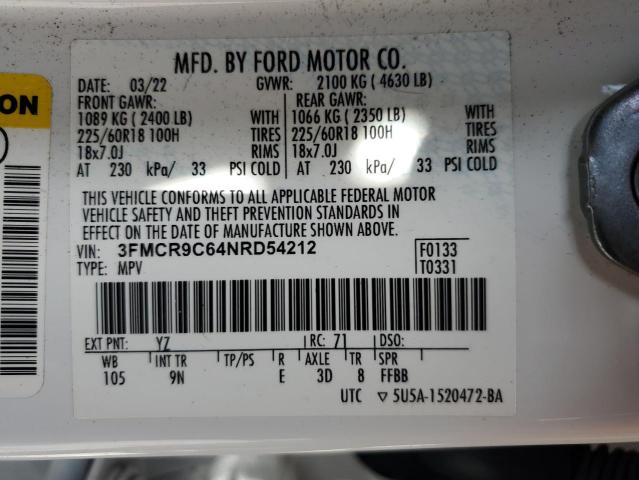 ON
MFD. BY FORD MOTOR CO.
DATE: 03/22 GVWR: 2100 KG ( 4630 LB)
FRONT GAWR: REAR GAWR:
1089 KG ( 2400 LB) WITH 1066 KG ( 2350 LB) WITH
225/60R18 100H TIRES 225/60R18 100H TIRES
18x7.0J RIMS 18x7.0J RIMS
AT 230 kPa/ 33 PSI COLD AT 230 kPa/ 33 PSI COLD
THIS VEHICLE CONFORMS TO ALL APPLICABLE FEDERAL MOTOR
VEHICLE SAFETY AND THEFT PREVENTION STANDARDS IN
EFFECT ON THE DATE OF MANUFACTURE SHOWN ABOVE.
VIN: 3FMCR9C64NRD54212 F0133
TYPE: MPV T0331
EXT PNT: YZ RC: 71 DSO:
WB INT TR TP/PS R AXLE TR SPR
105 9N E 3D 8 FFBB
UTC ▽ 5U5A-1520472-BA